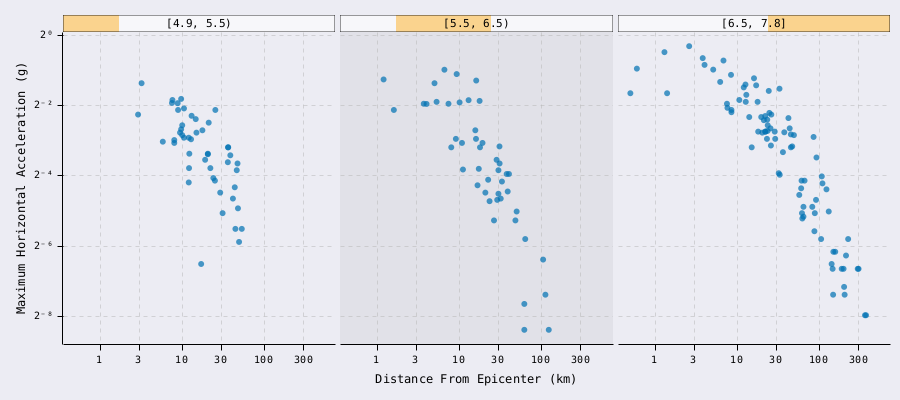 [4.9, 5.5) [5.5, 6.5) [6.5, 7.8]
2⁰
2⁻²
2⁻⁴
2⁻⁶
2⁻⁸
Maximum Horizontal Acceleration (g)
1 3 10 30 100 300 1 3 10 30 100 300 1 3 10 30 100 300
Distance From Epicenter (km)